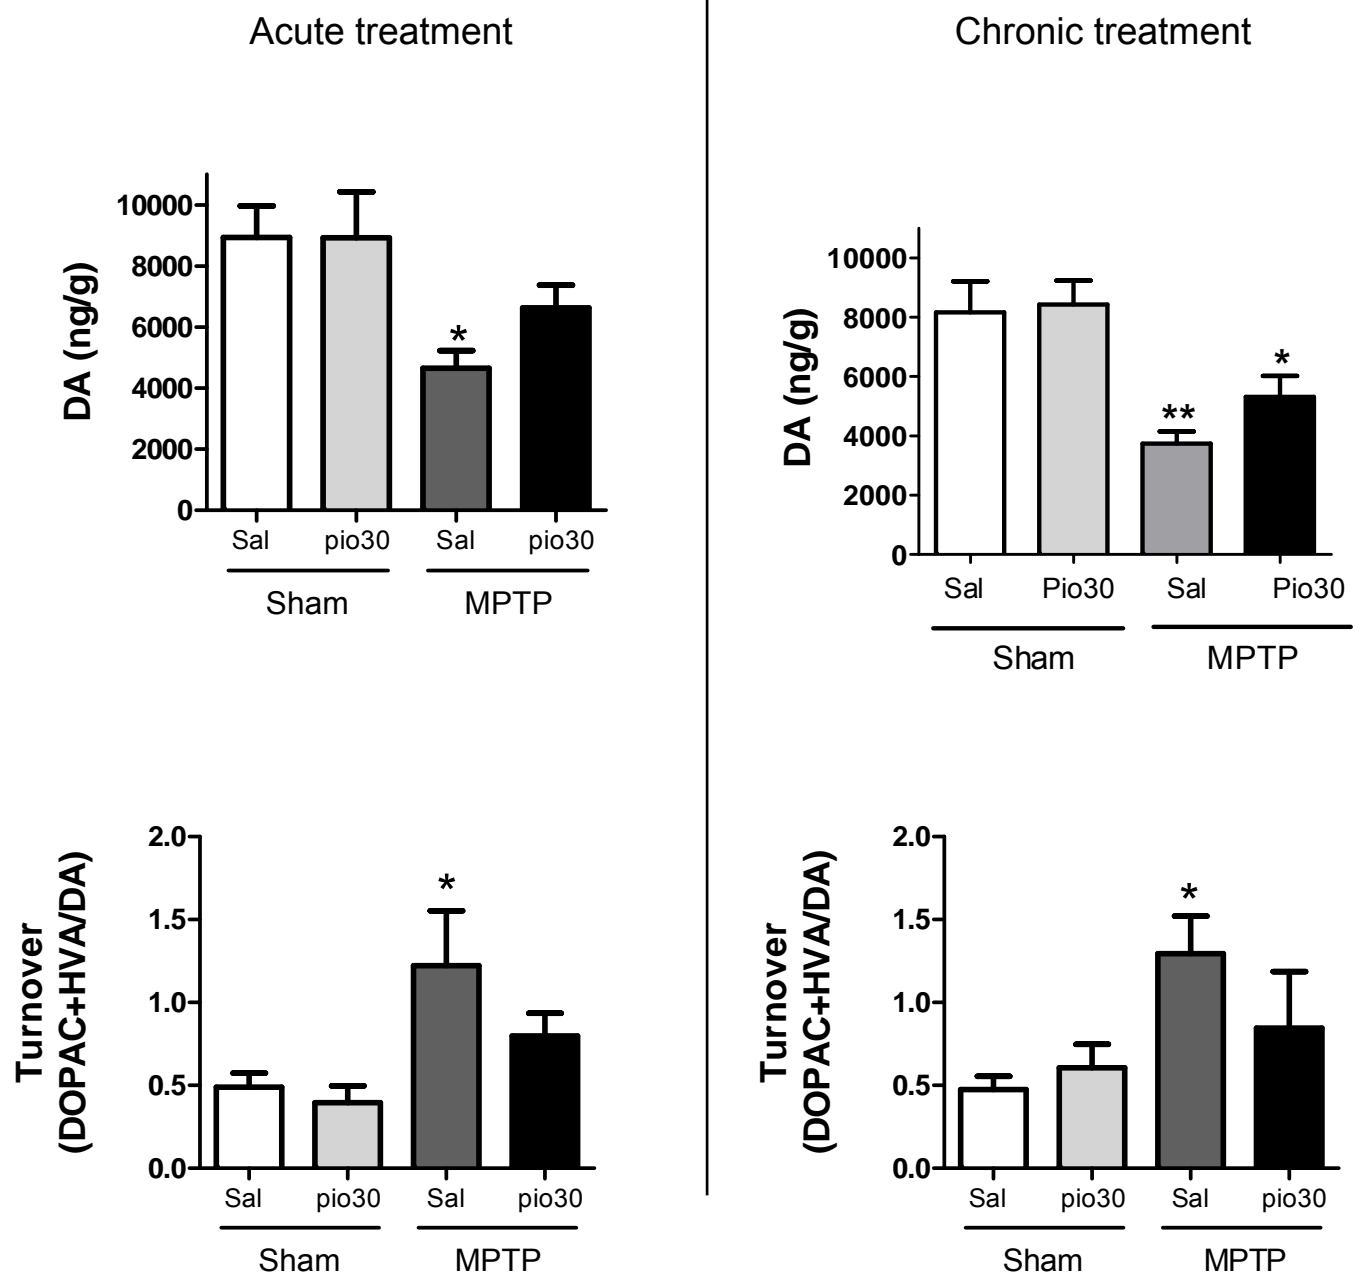 Acute treatment
Chronic treatment
DA (ng/g)
10000
8000
6000
4000
2000
0
*
Sal pio30 Sal pio30
Sham MPTP
DA (ng/g)
10000
8000
6000
4000
2000
0
**
*
Sal Pio30 Sal Pio30
Sham MPTP
Turnover
(DOPAC+HVA/DA)
2.0
1.5
1.0
0.5
0.0
*
Sal pio30 Sal pio30
Sham MPTP
Turnover
(DOPAC+HVA/DA)
2.0
1.5
1.0
0.5
0.0
*
Sal pio30 Sal pio30
Sham MPTP